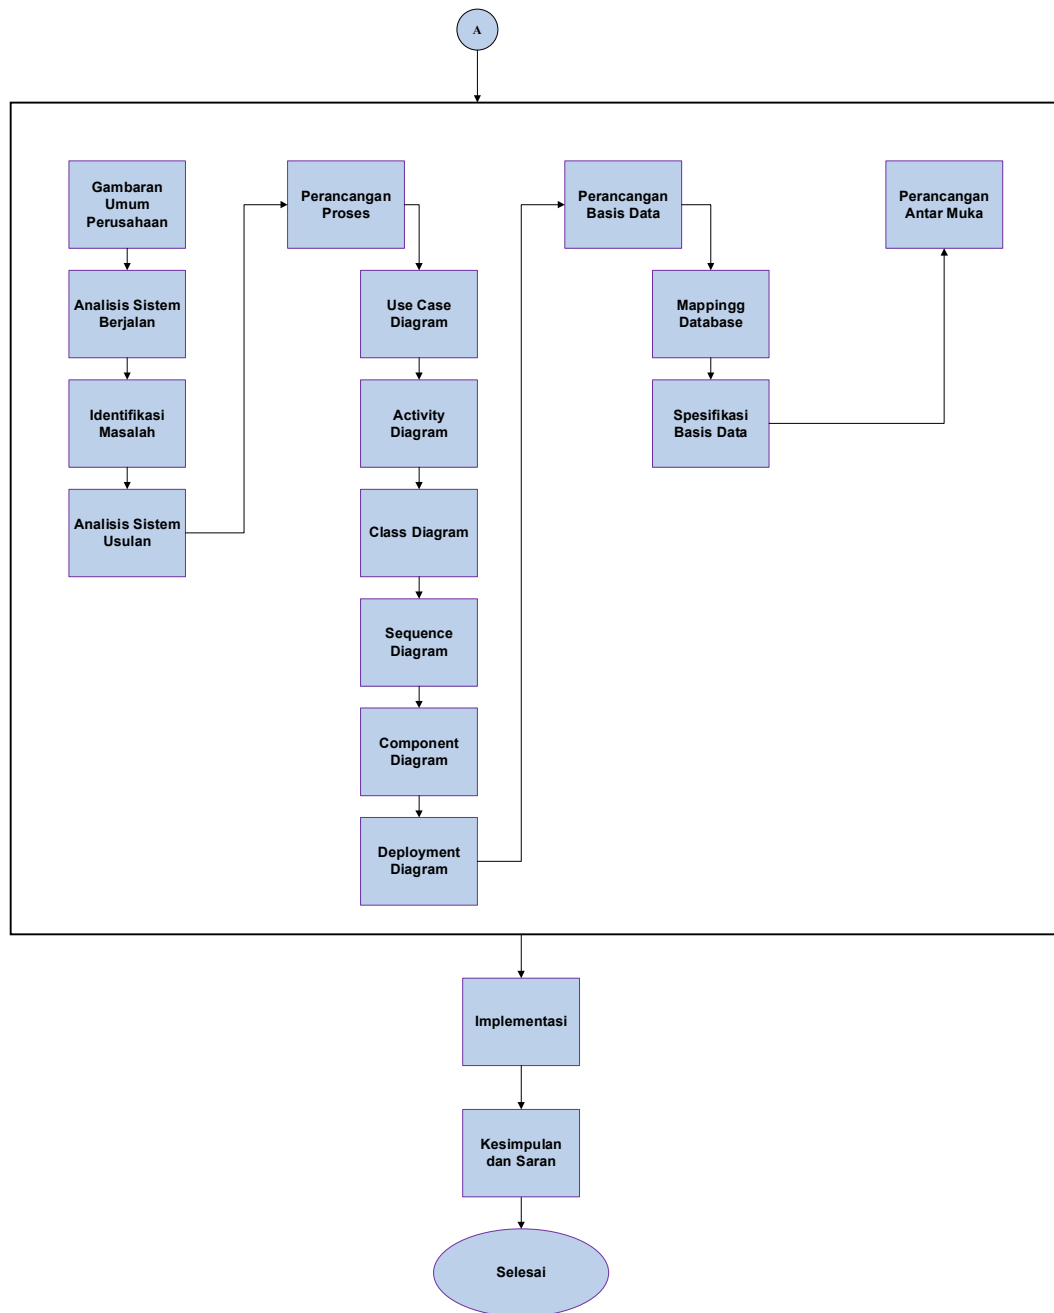 A
Gambaran
Umum
Perusahaan
Analisis Sistem
Berjalan
Identifikasi
Masalah
Analisis Sistem
Usulan
Perancangan
Proses
Use Case
Diagram
Activity
Diagram
Class Diagram
Sequence
Diagram
Component
Diagram
Deployment
Diagram
Perancangan
Basis Data
Mappingg
Database
Spesifikasi
Basis Data
Perancangan
Antar Muka
Implementasi
Kesimpulan
dan Saran
Selesai